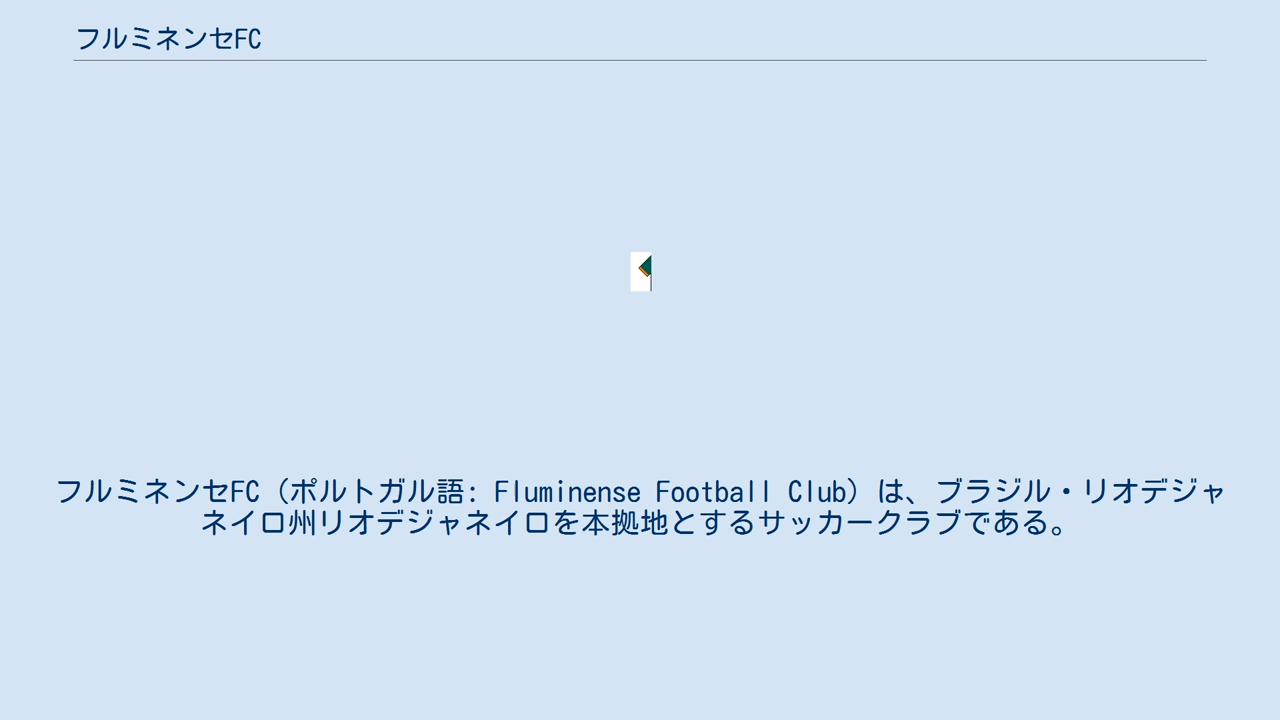 フルミネンセFC
フルミネンセFC（ポルトガル語: Fluminense Football Club）は、ブラジル・リオデジャ
ネイロ州リオデジャネイロを本拠地とするサッカークラブである。